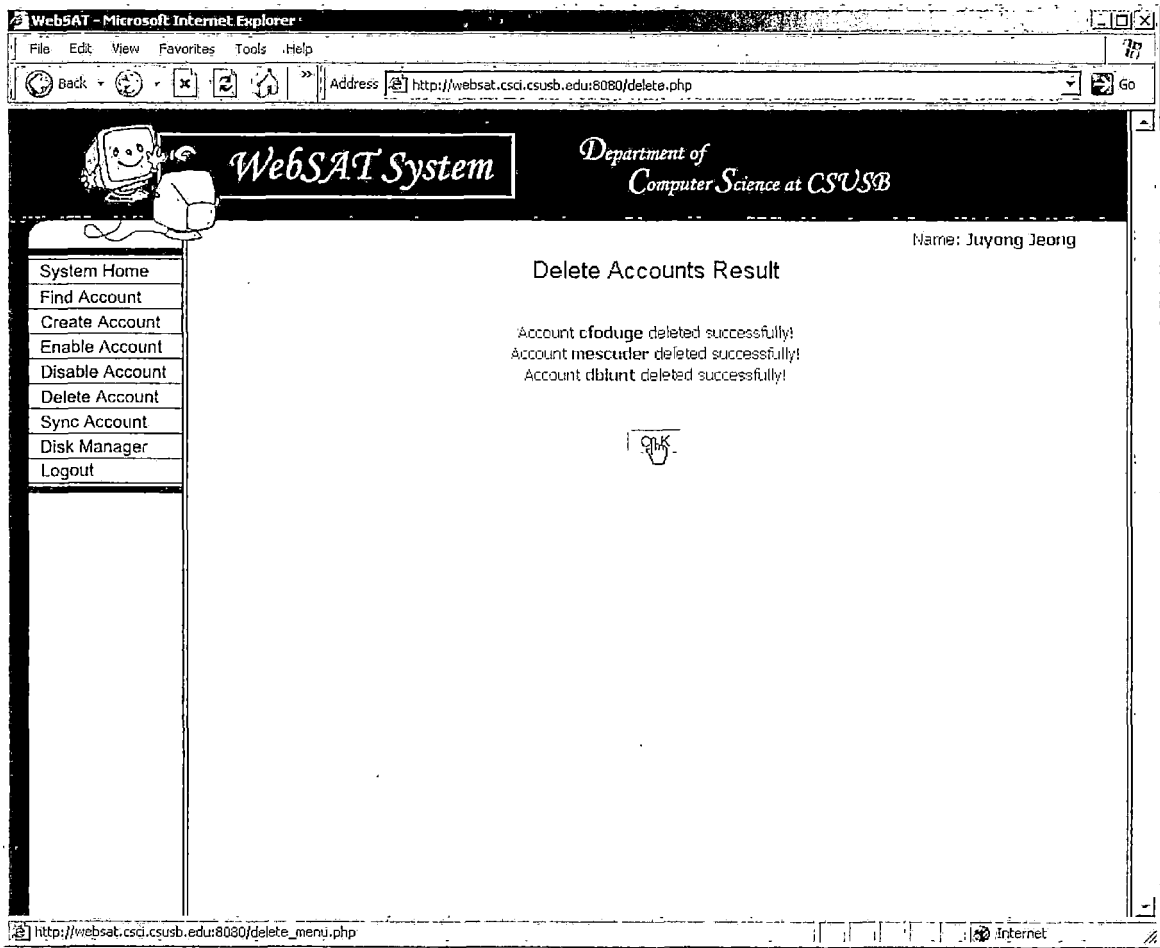 WebSAT - Microsoft Internet Explorer
File Edit View Favorites Tools Help
Back » Address http://websat.csci.csusb.edu:8080/delete.php Go
WebSAT System
Department of
Computer Science at CSUSB
Name: Juyong Jeong
System Home
Find Account
Create Account
Enable Account
Disable Account
Delete Account
Sync Account
Disk Manager
Logout
Delete Accounts Result
Account cfoduge deleted successfully!
Account mescuder deleted successfully!
Account dblunt deleted successfully!
OK
http://websat.csci.csusb.edu:8080/delete_menu.php Internet